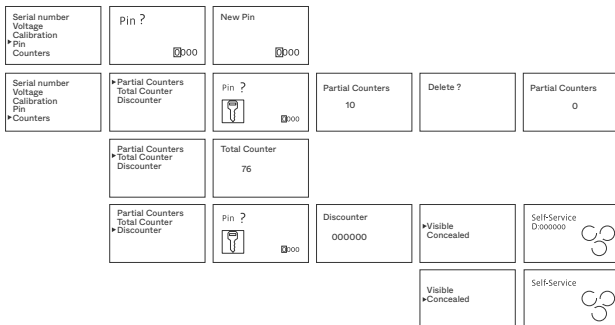 Serial number
Voltage
Calibration
Pin
Counters
Pin ?
0000
New Pin
0000
Serial number
Voltage
Calibration
Pin
Counters
Partial Counters
Total Counter
Discounter
Pin ?
0000
Partial Counters
10
Delete ?
Partial Counters
0
Partial Counters
Total Counter
Discounter
Total Counter
76
Partial Counters
Total Counter
Discounter
Pin ?
0000
Discounter
000000
Visible
Concealed
Self-Service
D:000000
Visible
Concealed
Self-Service